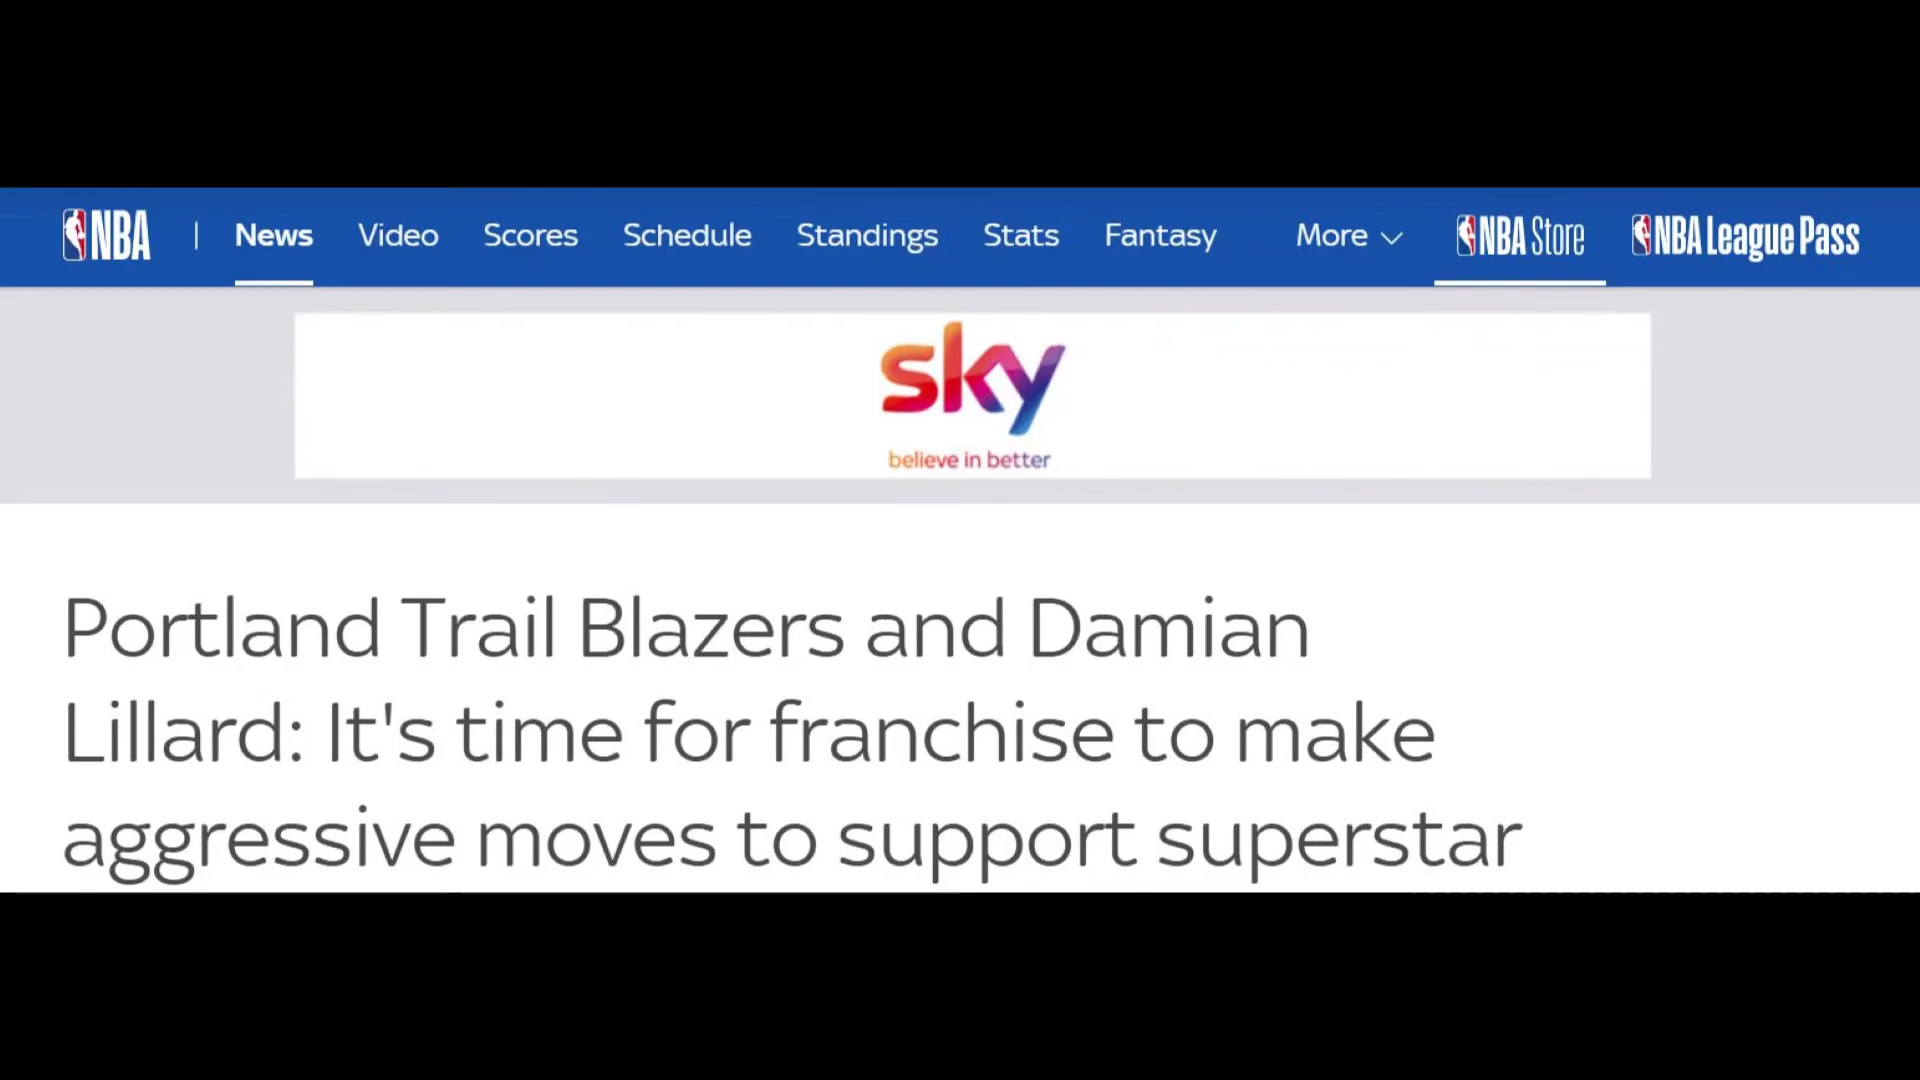 NBA | News Video Scores Schedule Standings Stats Fantasy More NBA Store NBA League Pass
sky
believe in better
Portland Trail Blazers and Damian
Lillard: It's time for franchise to make
aggressive moves to support superstar